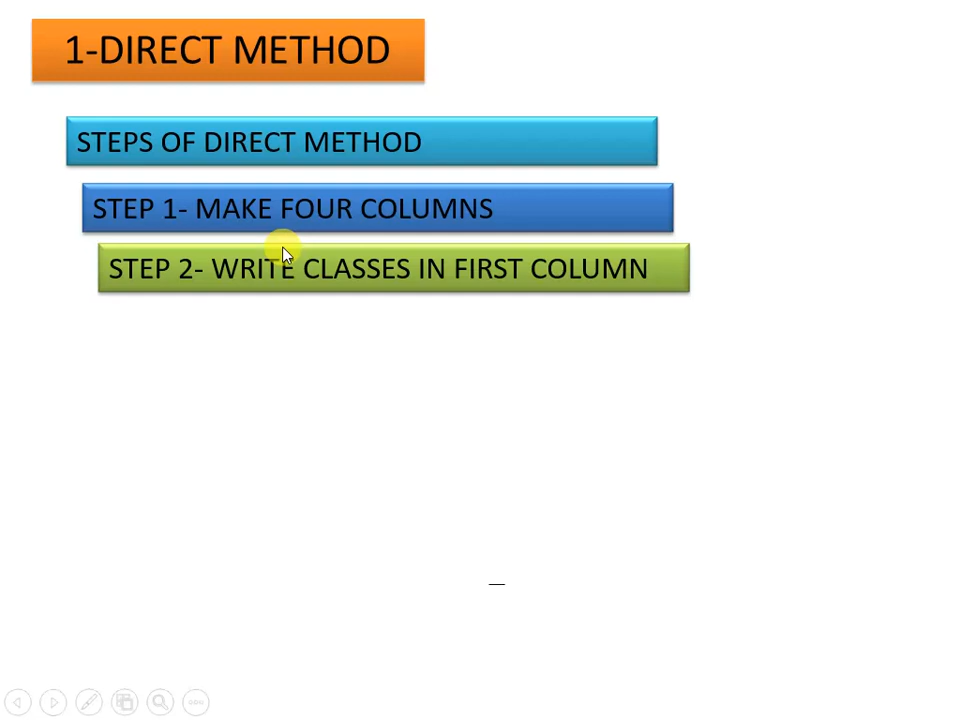 1-DIRECT METHOD
STEPS OF DIRECT METHOD
STEP 1- MAKE FOUR COLUMNS
STEP 2- WRITE CLASSES IN FIRST COLUMN